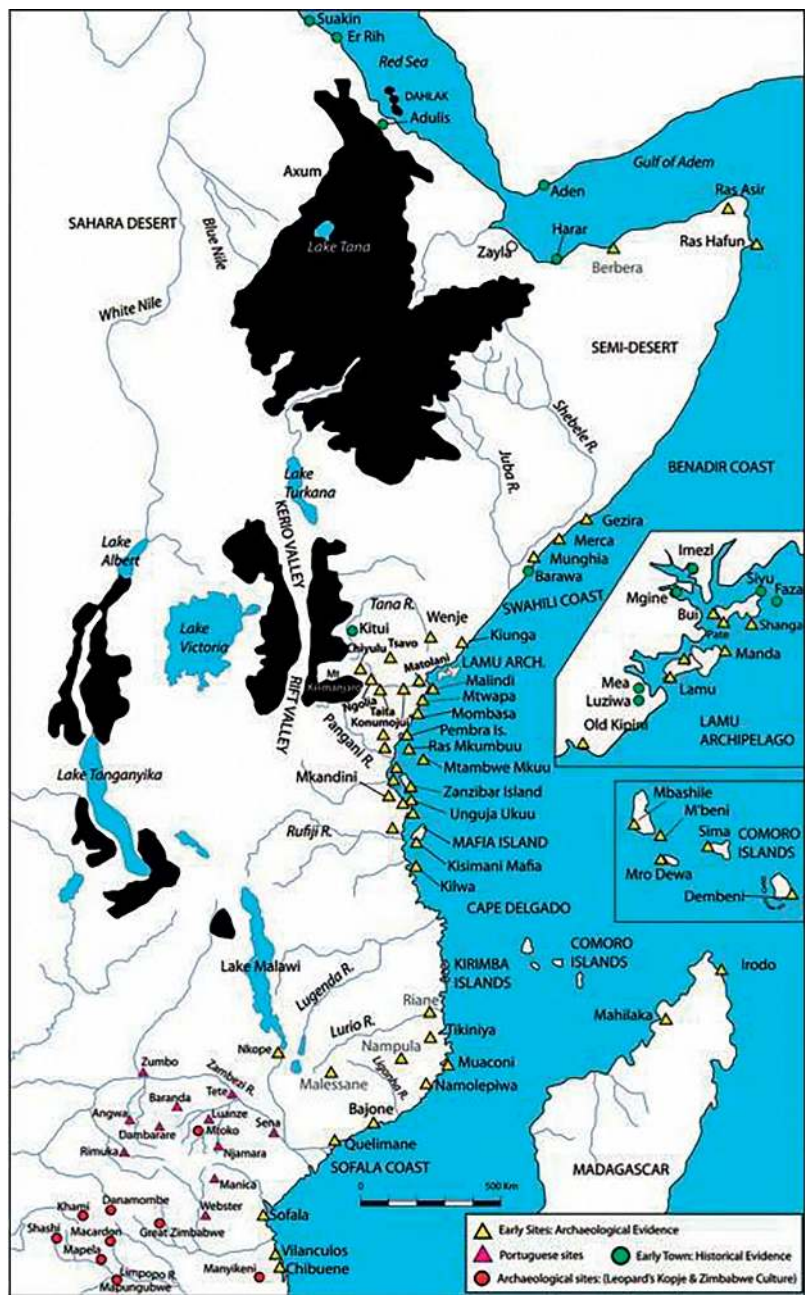 Suakin
Er Rih
Red Sea
DAHLAK
Adulis
Axum
Gulf of Adem
Aden
Ras Asir
SAHARA DESERT
Blue Nile
Lake Tana
Harar
Zayla
Berbera
Ras Hafun
White Nile
SEMI-DESERT
Shebele R.
Juba R.
BENADIR COAST
Lake
Turkana
KERIO VALLEY
Gezira
Merca
Munghia
Barawa
Lake
Albert
SWAHILI COAST
Imezl
Siyu
Faza
Mgine
Bui
Pate
Shanga
Manda
Lamu
Mea
Luziwa
Old Kipini
LAMU
ARCHIPELAGO
Tana R.
Wenje
Kitui
Kiunga
Lake
Victoria
Chiyulu
Tsavo
Matolani
LAMU ARCH.
Mt
Kilimanjaro
Malindi
Ngolia
Taita
Mtwapa
RIFT VALLEY
Konumojui
Mombasa
Pangani R.
Pembra Is.
Ras Mkumbuu
Mtambwe Mkuu
Lake Tanganyika
Mkandini
Zanzibar Island
Unguja Ukuu
Rufiji R.
MAFIA ISLAND
Kisimani Mafia
Kilwa
Mbashile
M'beni
Sima
COMORO
ISLANDS
Mro Dewa
Dembeni
CAPE DELGADO
Lake Malawi
Lugenda R.
KIRIMBA
ISLANDS
COMORO
ISLANDS
Irodo
Riane
Mahilaka
Lurio R.
Tikiniya
Nkope
Nampula
Muaconi
Malessane
Namolepiwa
Zumbo
Zambezi R.
Tete
Baranda
Bajone
Angwa
Luanze
Dambarare
Mtoko
Sena
Quelimane
Rimuka
Njamara
SOFALA COAST
MADAGASCAR
Manica
500 Km
Danamombe
Khami
Webster
Sofala
Shashi
Macardon
Great Zimbabwe
Mapela
Vilanculos
Limpopo R.
Manyikeni
Chibuene
Mapungubwe
Early Sites: Archaeological Evidence
Portuguese sites
Early Town: Historical Evidence
Archaeological sites: (Leopard's Kopje & Zimbabwe Culture)